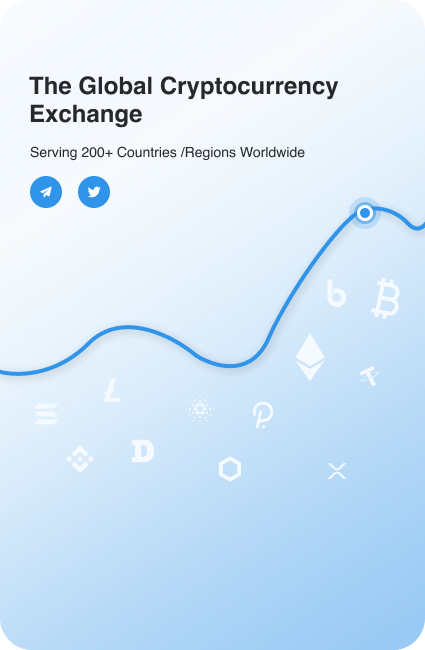 The Global Cryptocurrency
Exchange
Serving 200+ Countries /Regions Worldwide